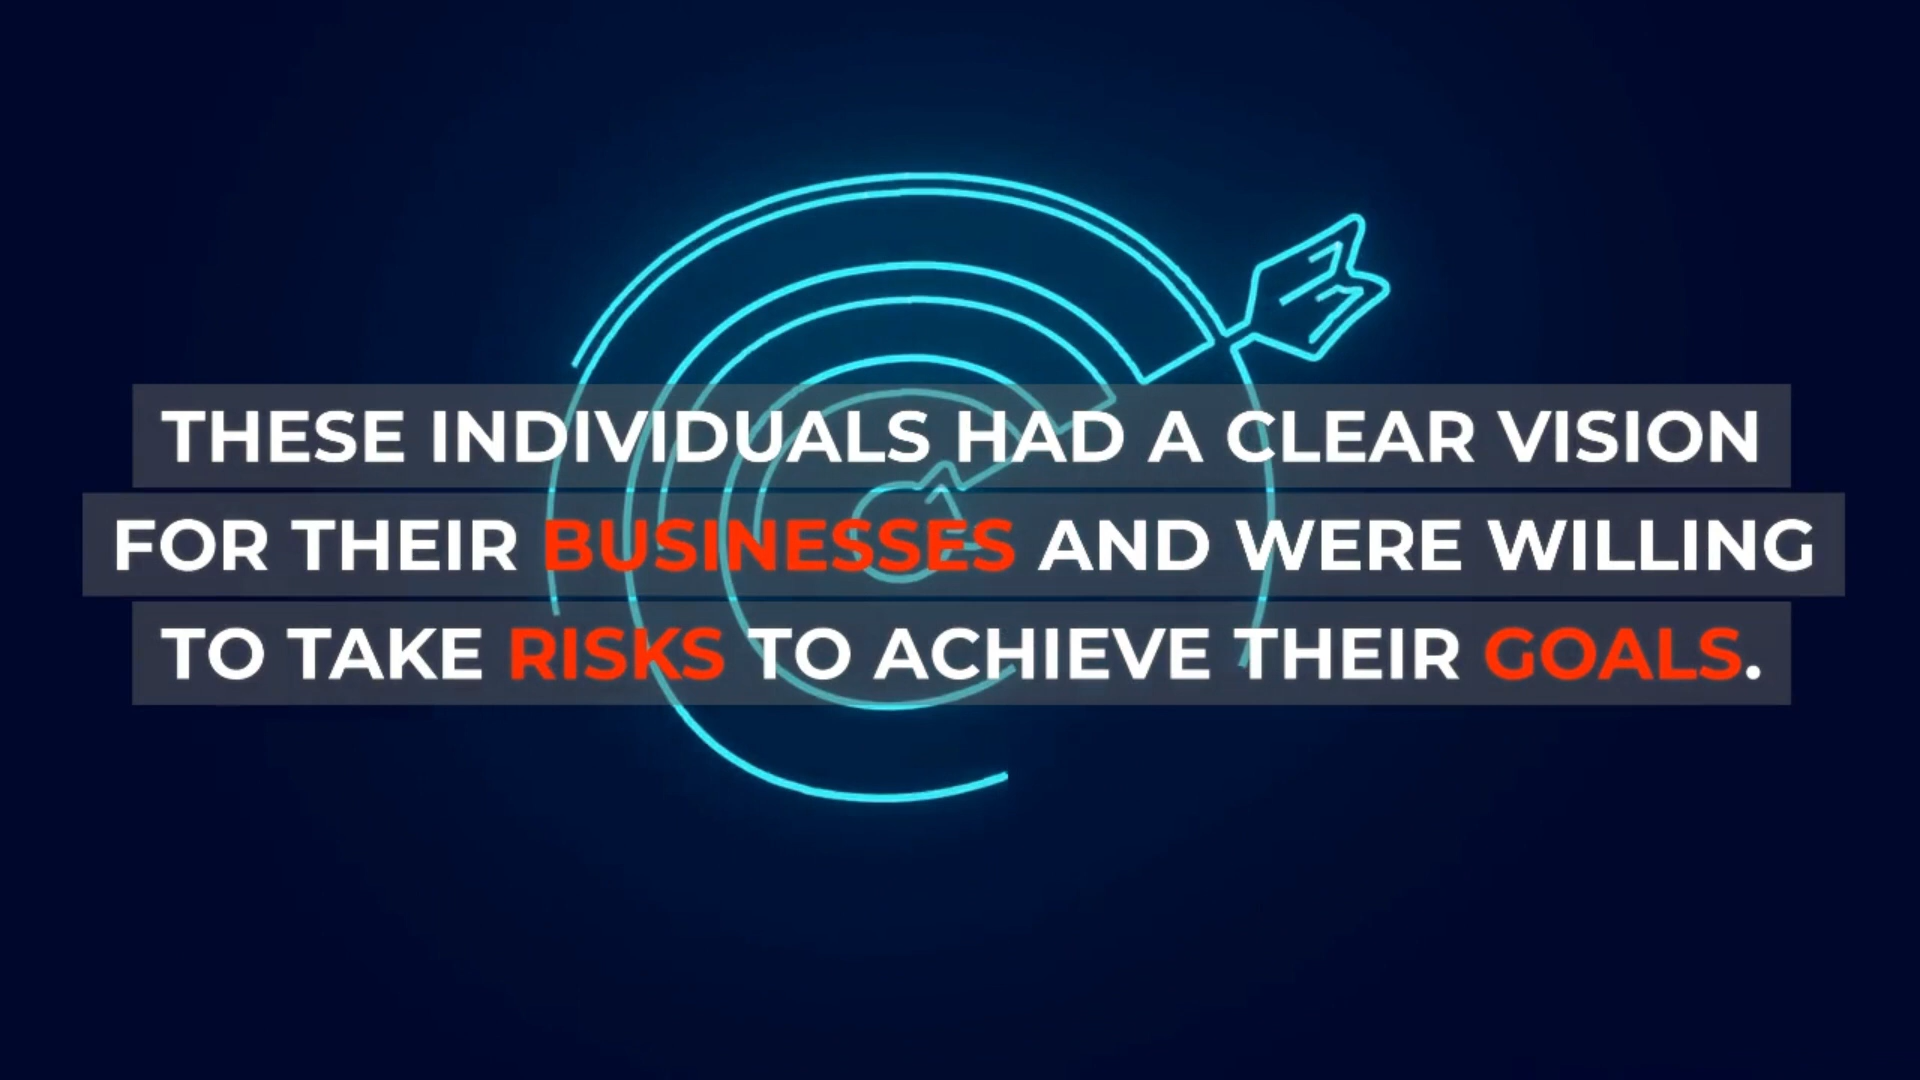 THESE INDIVIDUALS HAD A CLEAR VISION
FOR THEIR BUSINESSES AND WERE WILLING
TO TAKE RISKS TO ACHIEVE THEIR GOALS.